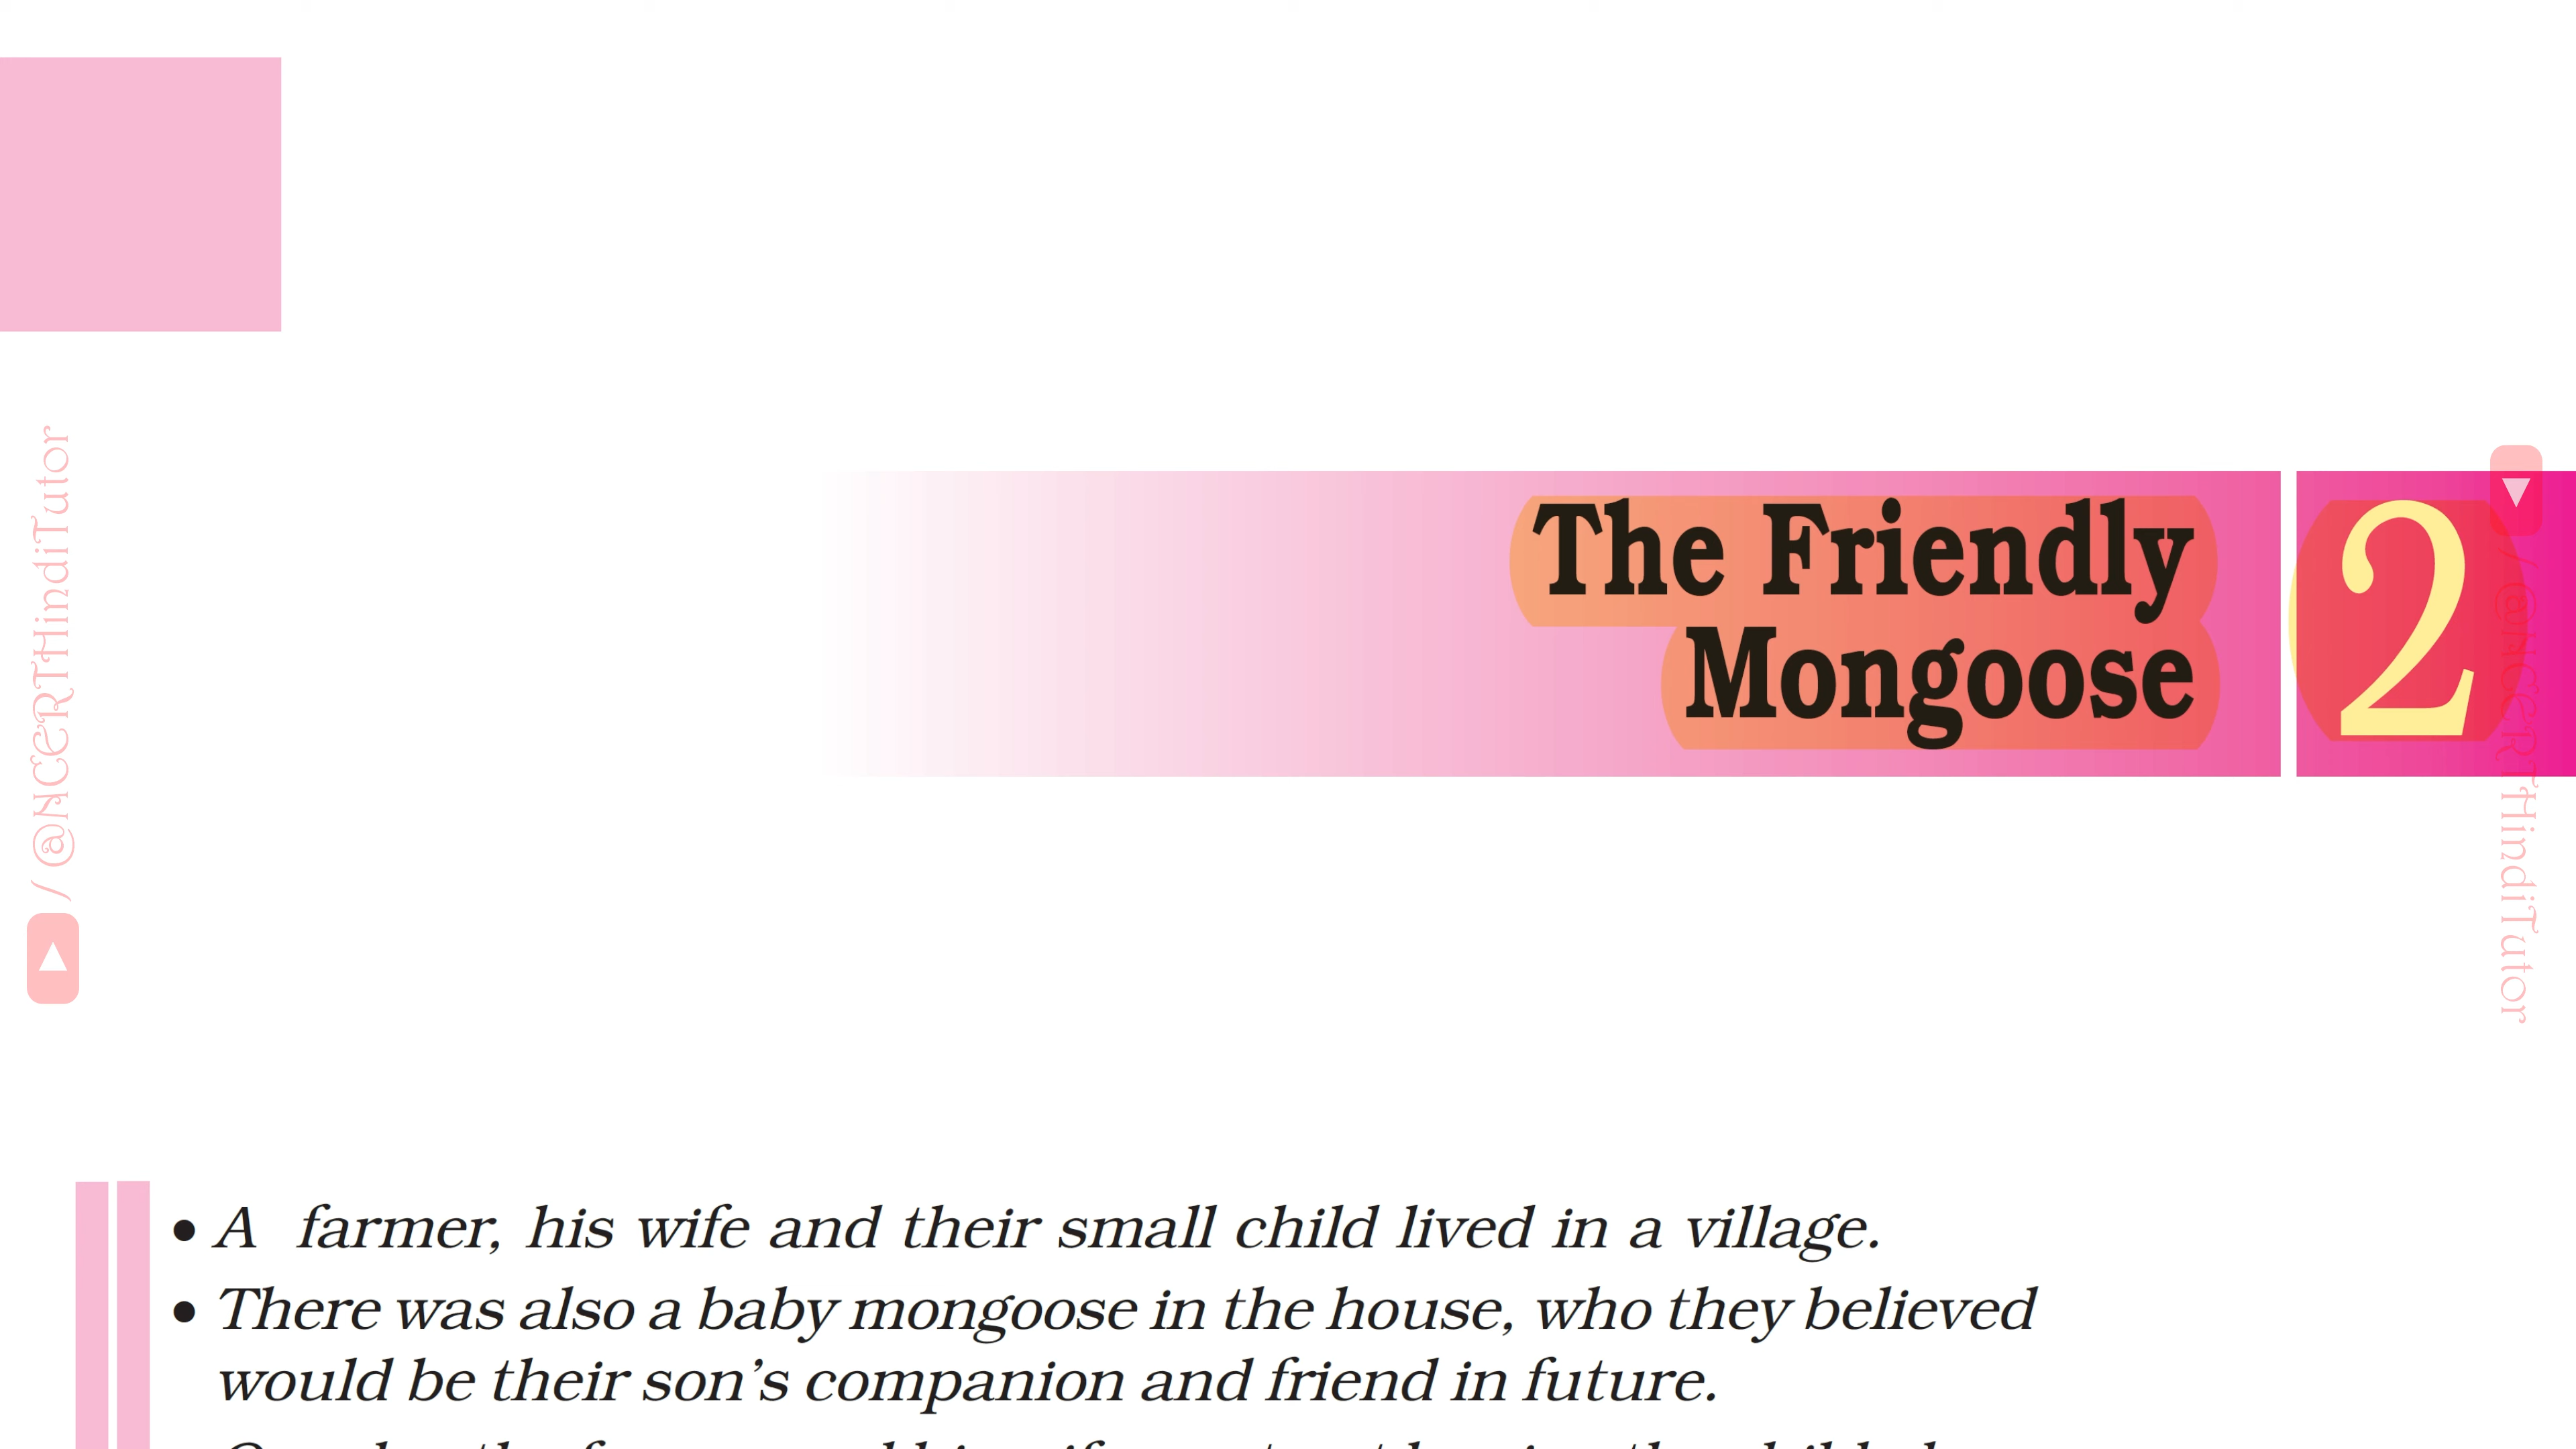 The Friendly
Mongoose
2
/ @NCERTHindiTutor
/ @NCERTHindiTutor
• A farmer, his wife and their small child lived in a village.
• There was also a baby mongoose in the house, who they believed
would be their son’s companion and friend in future.